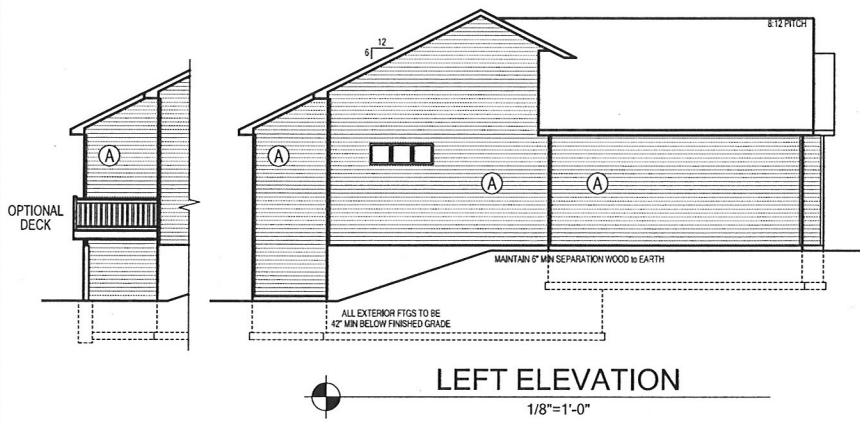 8:12 PITCH
12
6
A
A
A
A
OPTIONAL
DECK
MAINTAIN 6" MIN SEPARATION WOOD to EARTH
ALL EXTERIOR FTGS TO BE
42" MIN BELOW FINISHED GRADE
LEFT ELEVATION
1/8"=1'-0"